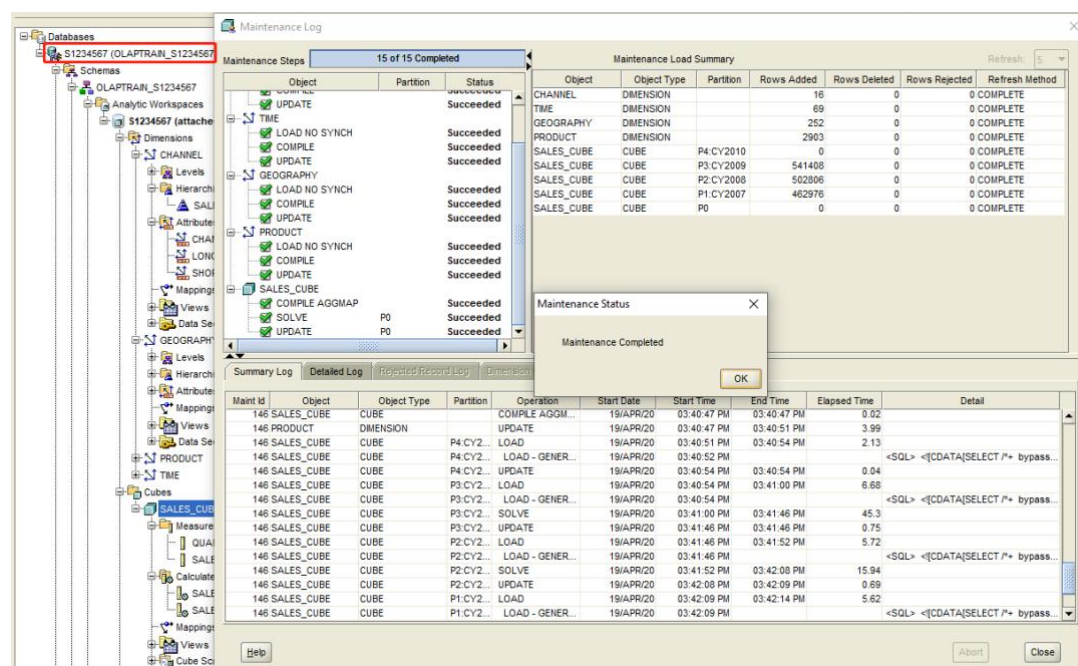 Databases
S1234567 (OLAPTRAIN_S1234567
Schemas
OLAPTRAIN_S1234567
Analytic Workspaces
S1234567 (attache
Dimensions
CHANNEL
Levels
Hierarch
SAL
Attribute
CHA
LONG
SHO
Mappings
Views
Data Se
GEOGRAPH
Levels
Hierarch
Attribute
Mappings
Views
Data Se
PRODUCT
TIME
Cubes
SALES_CUB
Measure
QUA
SALE
Calculate
SALE
SALE
Mappings
Views
Cube Sc
Maintenance Log
Maintenance Steps 15 of 15 Completed
Object Partition Status
COMPILE Succeeded
UPDATE Succeeded
TIME
LOAD NO SYNCH Succeeded
COMPILE Succeeded
UPDATE Succeeded
GEOGRAPHY
LOAD NO SYNCH Succeeded
COMPILE Succeeded
UPDATE Succeeded
PRODUCT
LOAD NO SYNCH Succeeded
COMPILE Succeeded
UPDATE Succeeded
SALES_CUBE
COMPILE AGGMAP Succeeded
SOLVE P0 Succeeded
UPDATE P0 Succeeded
Maintenance Load Summary Refresh: 5
Object Object Type Partition Rows Added Rows Deleted Rows Rejected Refresh Method
CHANNEL DIMENSION 16 0 0 COMPLETE
TIME DIMENSION 69 0 0 COMPLETE
GEOGRAPHY DIMENSION 252 0 0 COMPLETE
PRODUCT DIMENSION 2903 0 0 COMPLETE
SALES_CUBE CUBE P4:CY2010 0 0 0 COMPLETE
SALES_CUBE CUBE P3:CY2009 541408 0 0 COMPLETE
SALES_CUBE CUBE P2:CY2008 502806 0 0 COMPLETE
SALES_CUBE CUBE P1:CY2007 462976 0 0 COMPLETE
SALES_CUBE CUBE P0 0 0 0 COMPLETE
Maintenance Status
Maintenance Completed
OK
Summary Log Detailed Log Rejected Record Log Dimension
Maint Id Object Object Type Partition Operation Start Date Start Time End Time Elapsed Time Detail
146 SALES_CUBE CUBE COMPILE AGGM... 19/APR/20 03:40:47 PM 03:40:47 PM 0.02
146 PRODUCT DIMENSION UPDATE 19/APR/20 03:40:47 PM 03:40:51 PM 3.99
146 SALES_CUBE CUBE P4:CY2... LOAD 19/APR/20 03:40:51 PM 03:40:54 PM 2.13
146 SALES_CUBE CUBE P4:CY2... LOAD - GENER... 19/APR/20 03:40:52 PM <SQL> <![CDATA[SELECT /*+ bypass...
146 SALES_CUBE CUBE P4:CY2... UPDATE 19/APR/20 03:40:54 PM 03:40:54 PM 0.04
146 SALES_CUBE CUBE P3:CY2... LOAD 19/APR/20 03:40:54 PM 03:41:00 PM 6.68
146 SALES_CUBE CUBE P3:CY2... LOAD - GENER... 19/APR/20 03:40:54 PM <SQL> <![CDATA[SELECT /*+ bypass...
146 SALES_CUBE CUBE P3:CY2... SOLVE 19/APR/20 03:41:00 PM 03:41:46 PM 45.3
146 SALES_CUBE CUBE P3:CY2... UPDATE 19/APR/20 03:41:46 PM 03:41:46 PM 0.75
146 SALES_CUBE CUBE P2:CY2... LOAD 19/APR/20 03:41:46 PM 03:41:52 PM 5.72
146 SALES_CUBE CUBE P2:CY2... LOAD - GENER... 19/APR/20 03:41:46 PM <SQL> <![CDATA[SELECT /*+ bypass...
146 SALES_CUBE CUBE P2:CY2... SOLVE 19/APR/20 03:41:52 PM 03:42:08 PM 15.94
146 SALES_CUBE CUBE P2:CY2... UPDATE 19/APR/20 03:42:08 PM 03:42:09 PM 0.69
146 SALES_CUBE CUBE P1:CY2... LOAD 19/APR/20 03:42:09 PM 03:42:14 PM 5.62
146 SALES_CUBE CUBE P1:CY2... LOAD - GENER... 19/APR/20 03:42:09 PM <SQL> <![CDATA[SELECT /*+ bypass...
Help Abort Close